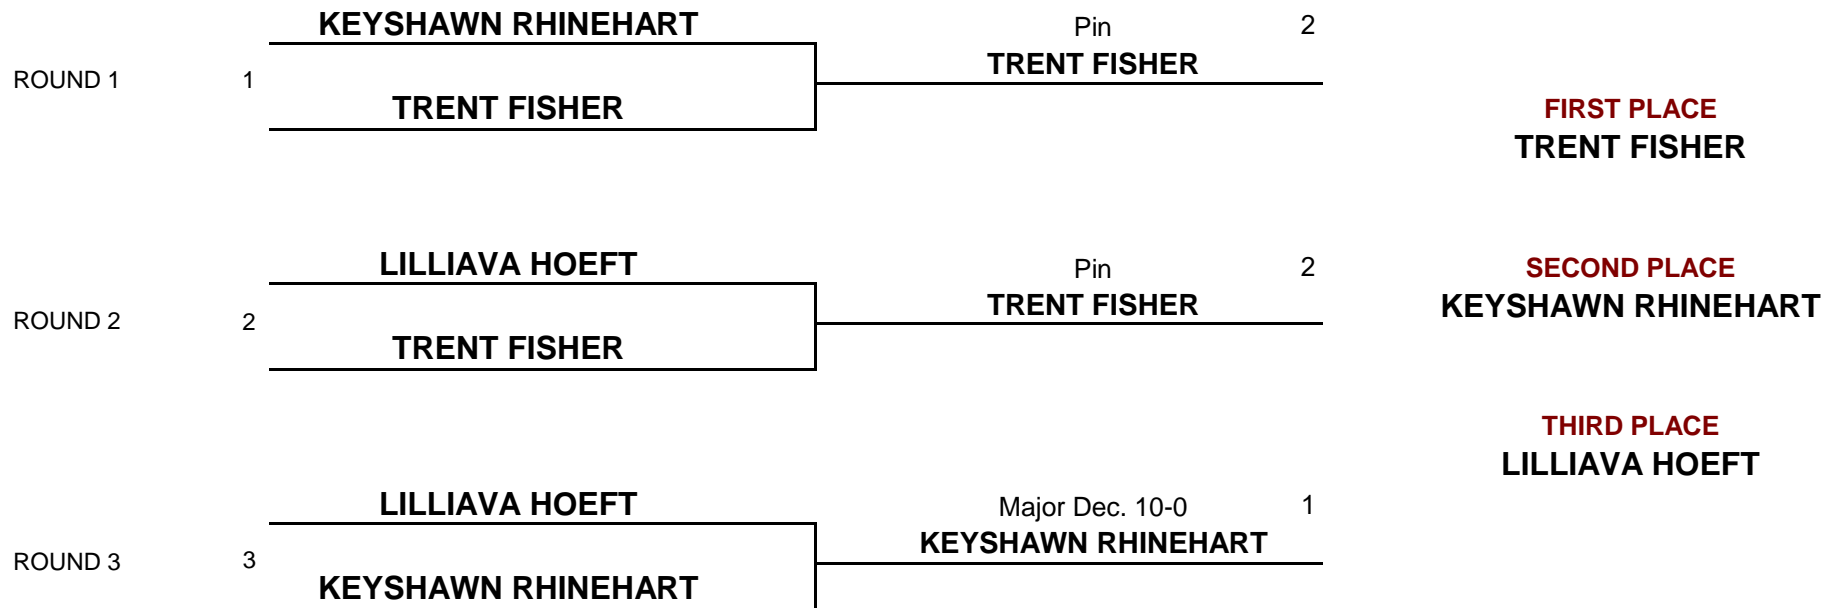 KEYSHAWN RHINEHART
Pin 2
TRENT FISHER
ROUND 1 1
TRENT FISHER
FIRST PLACE
TRENT FISHER
LILLIAVA HOEFT
Pin 2
SECOND PLACE
TRENT FISHER
KEYSHAWN RHINEHART
ROUND 2 2
TRENT FISHER
THIRD PLACE
LILLIAVA HOEFT
LILLIAVA HOEFT
Major Dec. 10-0 1
KEYSHAWN RHINEHART
ROUND 3 3
KEYSHAWN RHINEHART